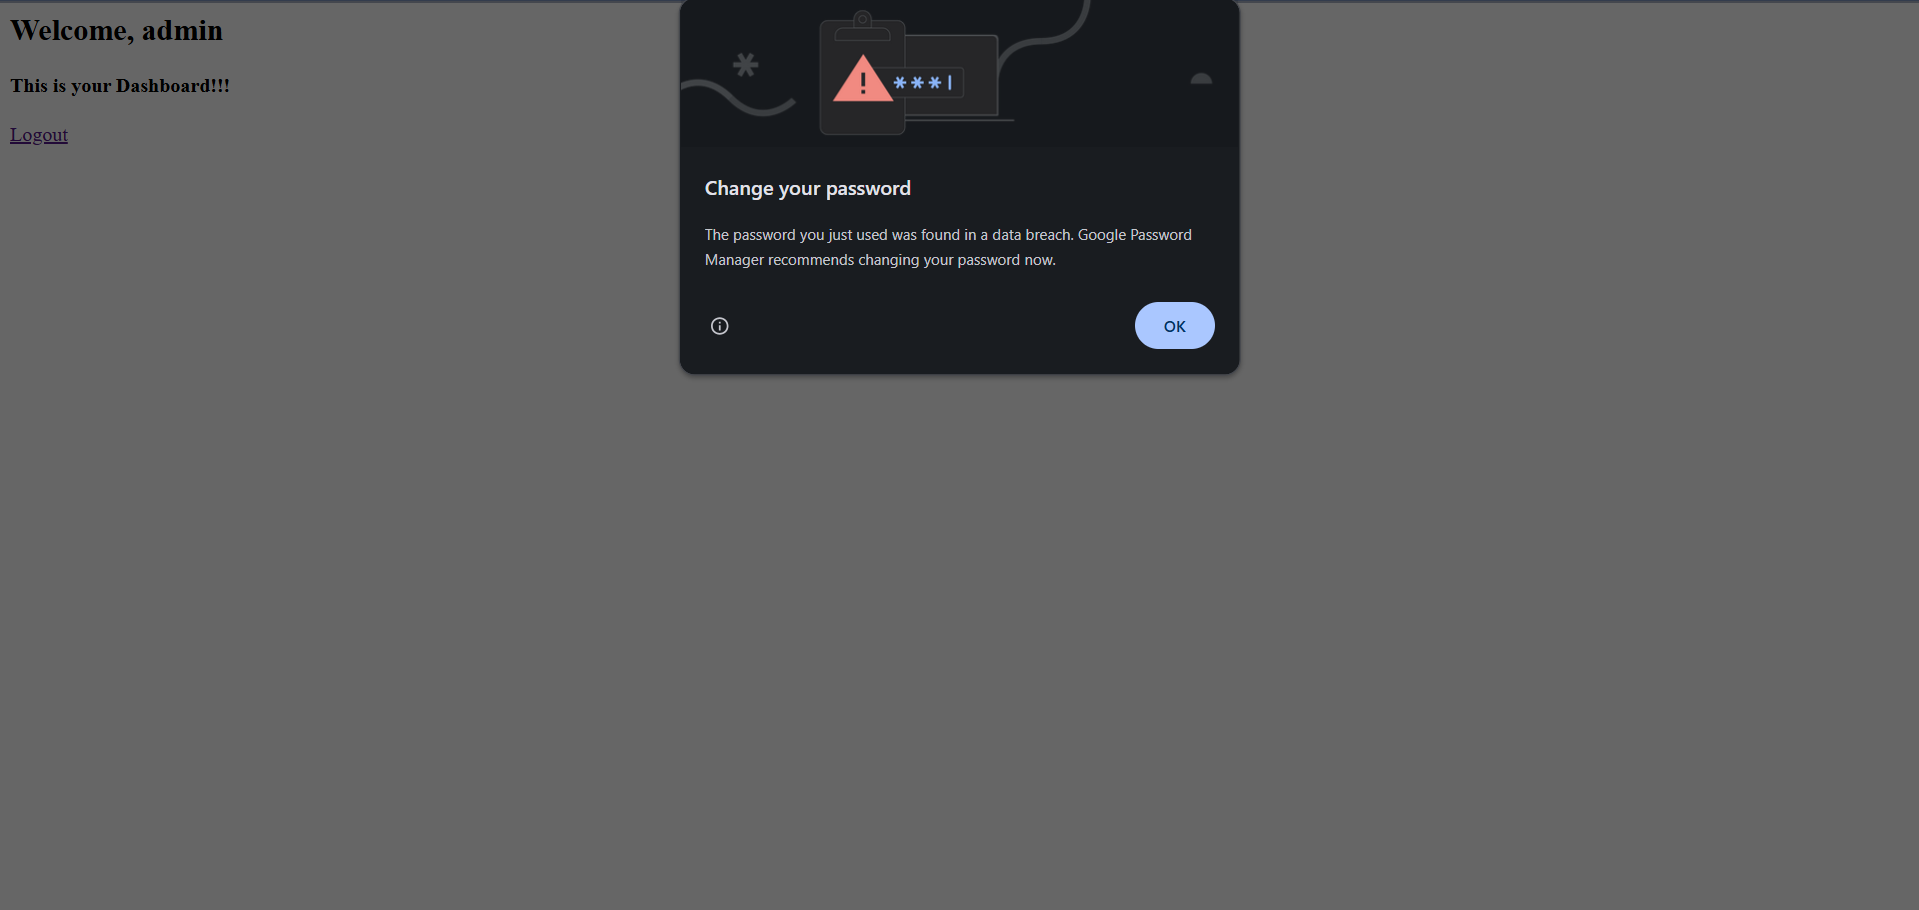 Welcome, admin
This is your Dashboard!!!
Logout
***|
Change your password
The password you just used was found in a data breach. Google Password
Manager recommends changing your password now.
OK